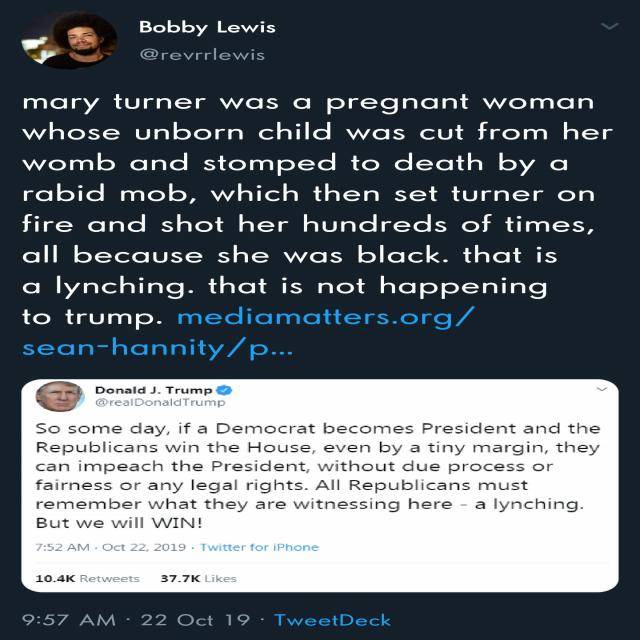 Bobby Lewis
@revrrlewis
mary turner was a pregnant woman
whose unborn child was cut from her
womb and stomped to death by a
rabid mob, which then set turner on
fire and shot her hundreds of times,
all because she was black. that is
a lynching. that is not happening
to trump. mediamatters.org/
sean-hannity/p...
Donald J. Trump
@realDonaldTrump
So some day, if a Democrat becomes President and the
Republicans win the House, even by a tiny margin, they
can impeach the President, without due process or
fairness or any legal rights. All Republicans must
remember what they are witnessing here - a lynching.
But we will WIN!
7:52 AM · Oct 22, 2019 · Twitter for iPhone
10.4K Retweets 37.7K Likes
9:57 AM · 22 Oct 19 · TweetDeck